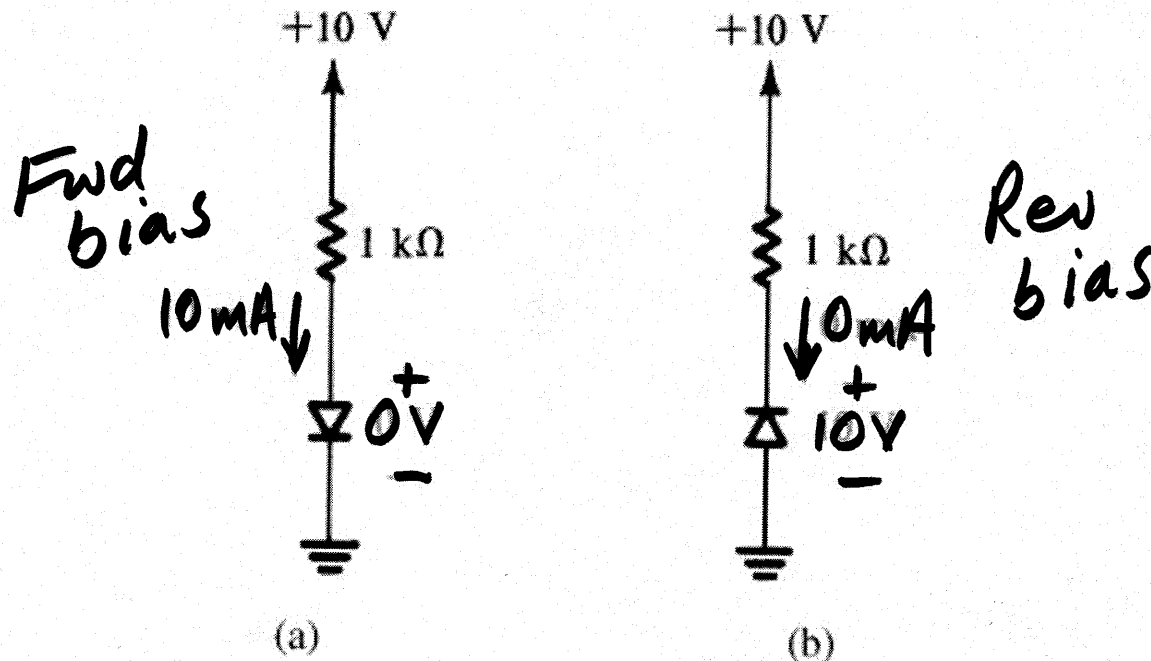 +10 V
Fwd
bias
1 kΩ
10mA
+
0V
−
(a)
+10 V
Rev
bias
1 kΩ
0mA
+
10V
−
(b)